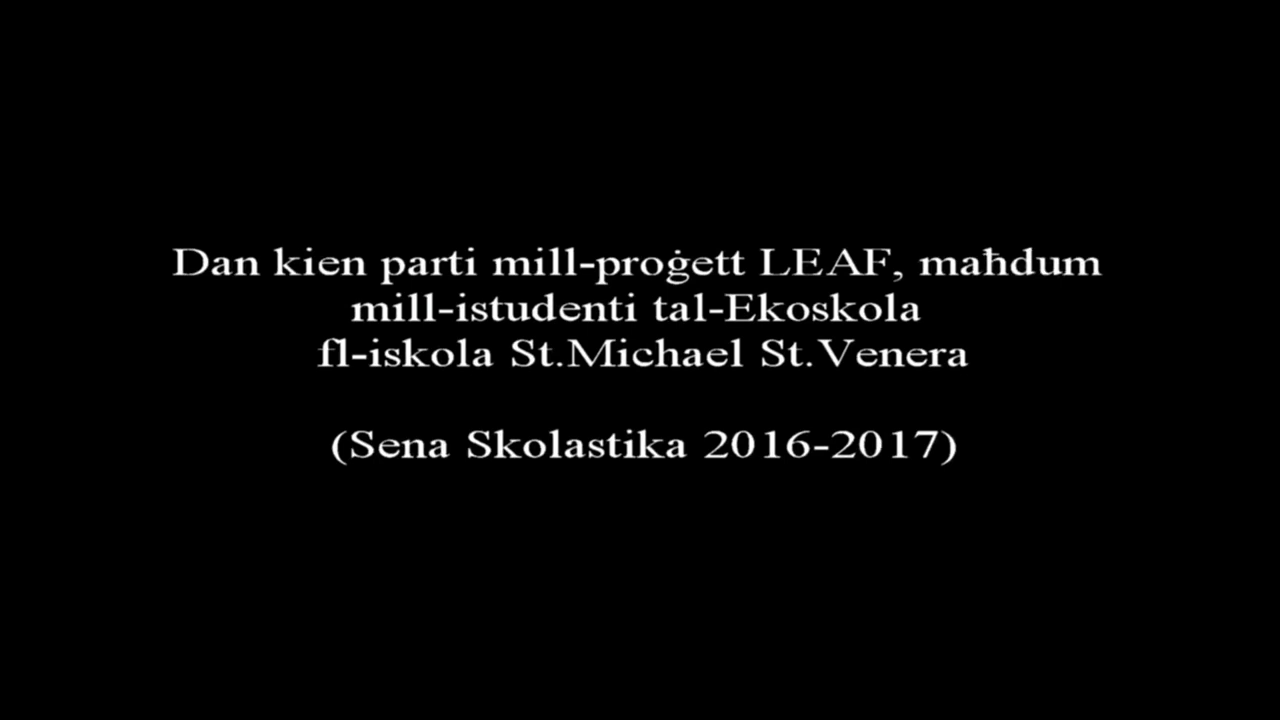 Dan kien parti mill-proġett LEAF, maħdum
mill-istudenti tal-Ekoskola
fl-iskola St.Michael St.Venera
(Sena Skolastika 2016-2017)